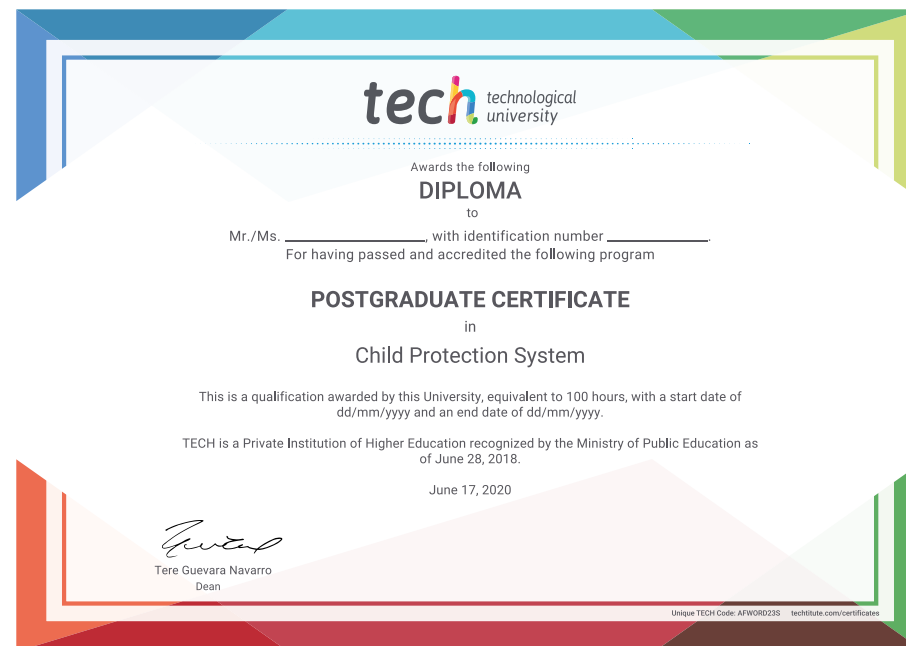 tech technological
university
Awards the following
DIPLOMA
to
Mr./Ms. ____________________, with identification number ______________.
For having passed and accredited the following program
POSTGRADUATE CERTIFICATE
in
Child Protection System
This is a qualification awarded by this University, equivalent to 100 hours, with a start date of
dd/mm/yyyy and an end date of dd/mm/yyyy.
TECH is a Private Institution of Higher Education recognized by the Ministry of Public Education as
of June 28, 2018.
June 17, 2020
Tere Guevara Navarro
Dean
Unique TECH Code: AFWORD23S techtitute.com/certificates